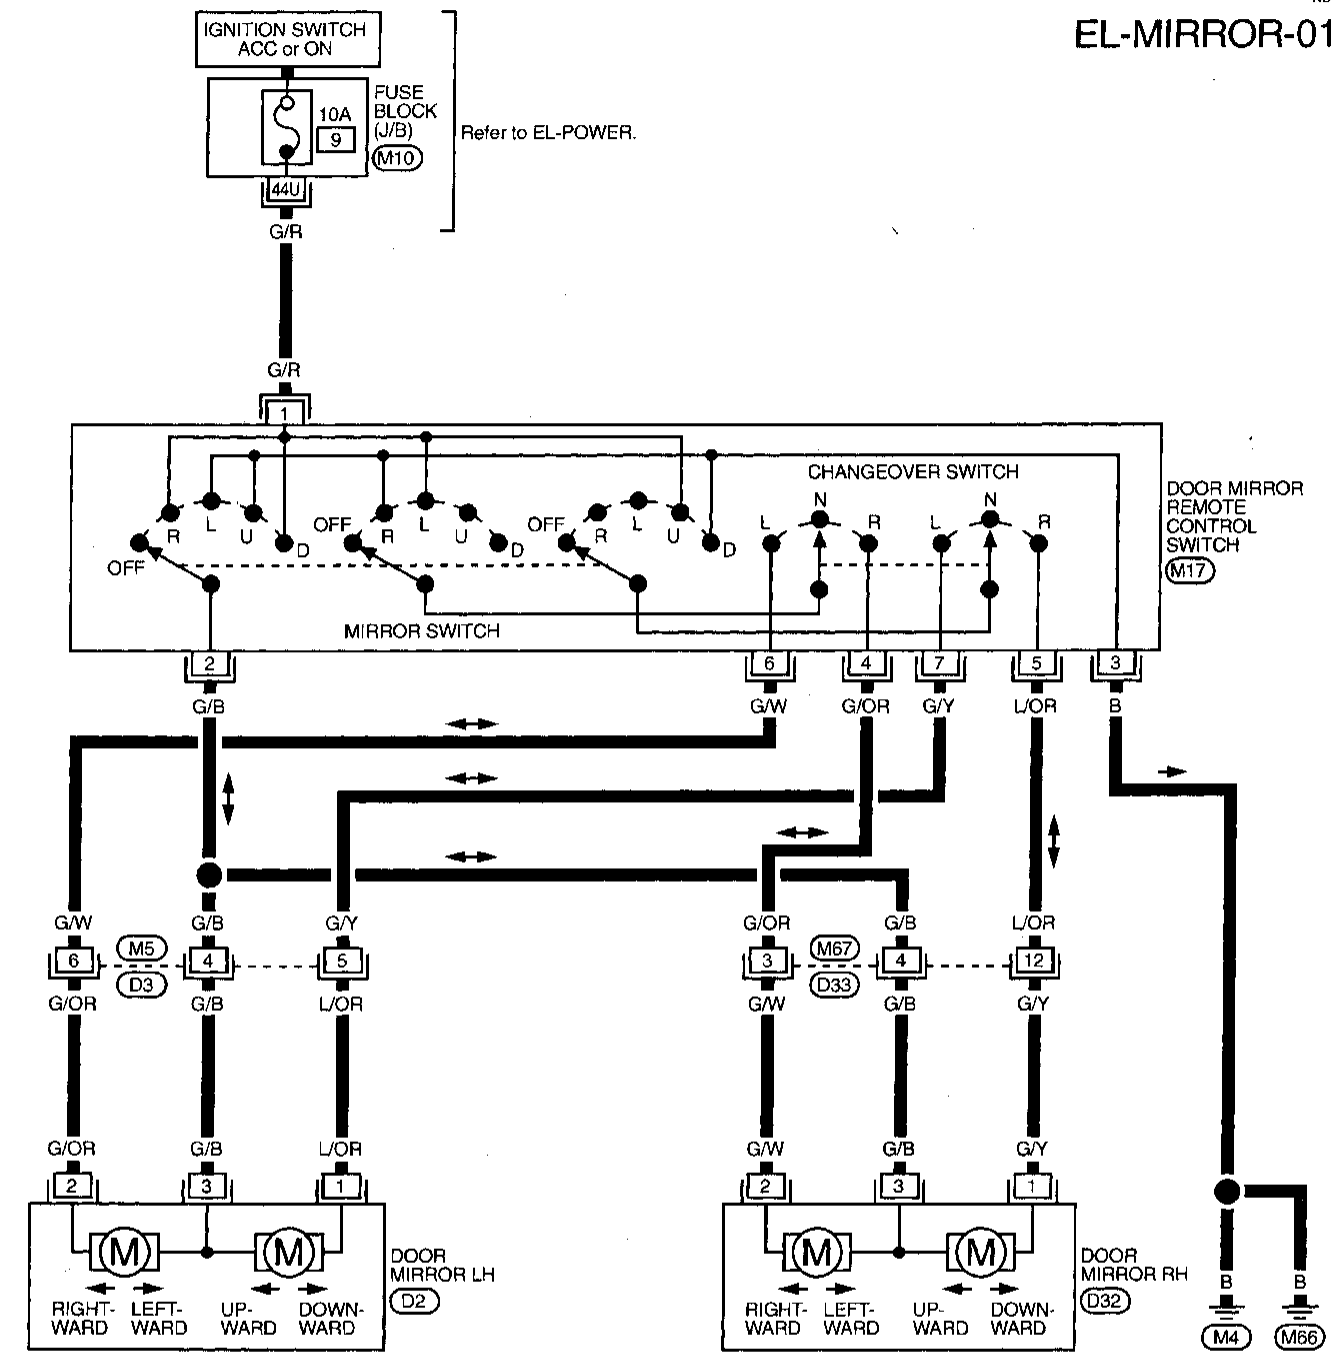 EL-MIRROR-01
IGNITION SWITCH
ACC or ON
FUSE
BLOCK
(J/B)
M10
10A
9
Refer to EL-POWER.
44U
G/R
G/R
1
CHANGEOVER SWITCH
OFF R L U D
OFF R L U D
OFF R L U D
L N R
L N R
DOOR MIRROR
REMOTE
CONTROL
SWITCH
M17
MIRROR SWITCH
2 6 4 7 5 3
G/B G/W G/OR G/Y L/OR B
G/W G/B G/Y G/OR G/B L/OR
M5 M67
6 4 5 3 4 12
D3 D33
G/OR G/B L/OR G/W G/B G/Y
G/OR G/B L/OR G/W G/B G/Y
2 3 1 2 3 1
M M M M
DOOR
MIRROR LH
D2
DOOR
MIRROR RH
D32
RIGHT-
WARD
LEFT-
WARD
UP-
WARD
DOWN-
WARD
RIGHT-
WARD
LEFT-
WARD
UP-
WARD
DOWN-
WARD
B B
M4 M66